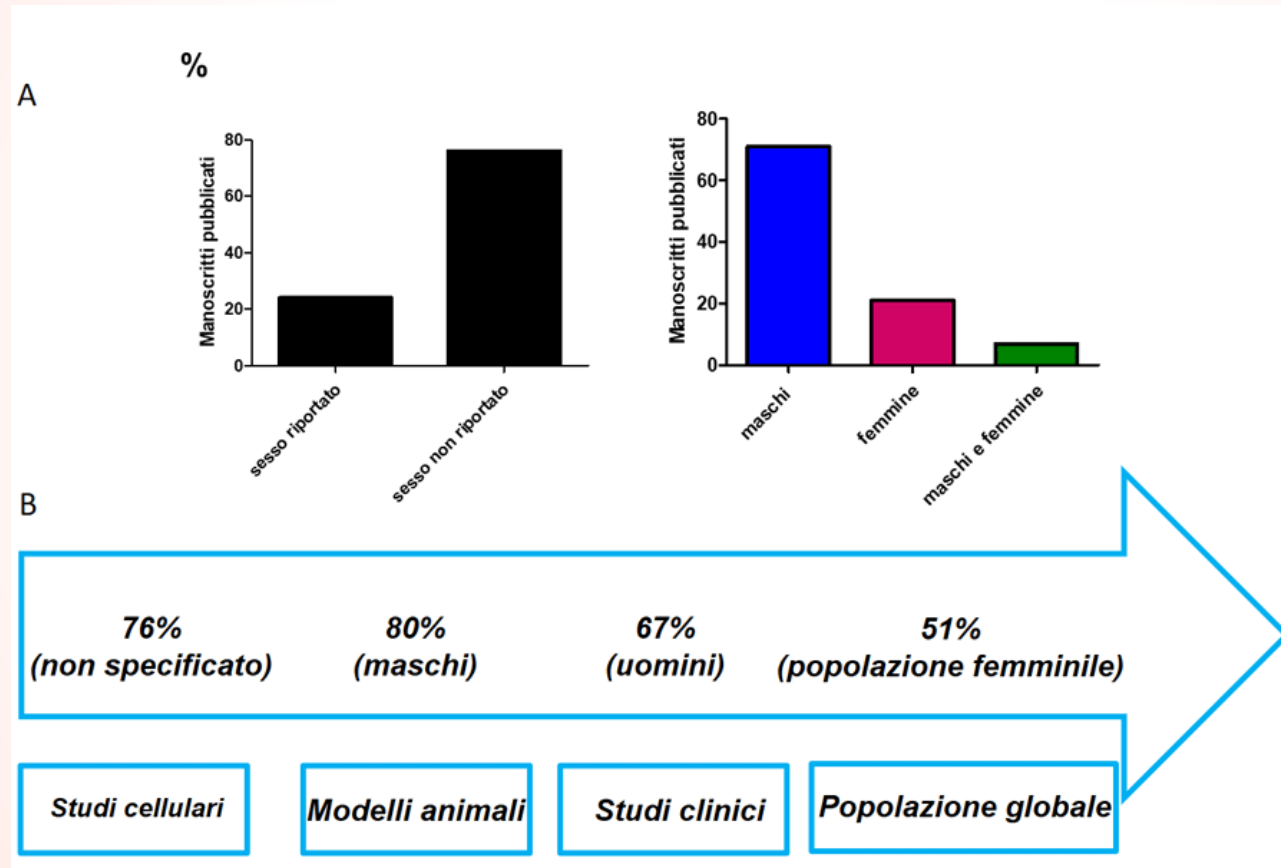 %
A
Manoscritti pubblicati
80
60
40
20
0
sesso riportato
sesso non riportato
Manoscritti pubblicati
80
60
40
20
0
maschi
femmine
maschi e femmine
B
76%
(non specificato)
80%
(maschi)
67%
(uomini)
51%
(popolazione femminile)
Studi cellulari
Modelli animali
Studi clinici
Popolazione globale